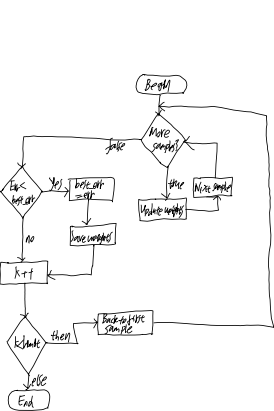 Begin
More
samples?
false
true
Err<
best_err
Yes
best_err
= err
Next sample
Update weights
Save weights
no
k++
k<limit
then
Back to first
sample
else
End